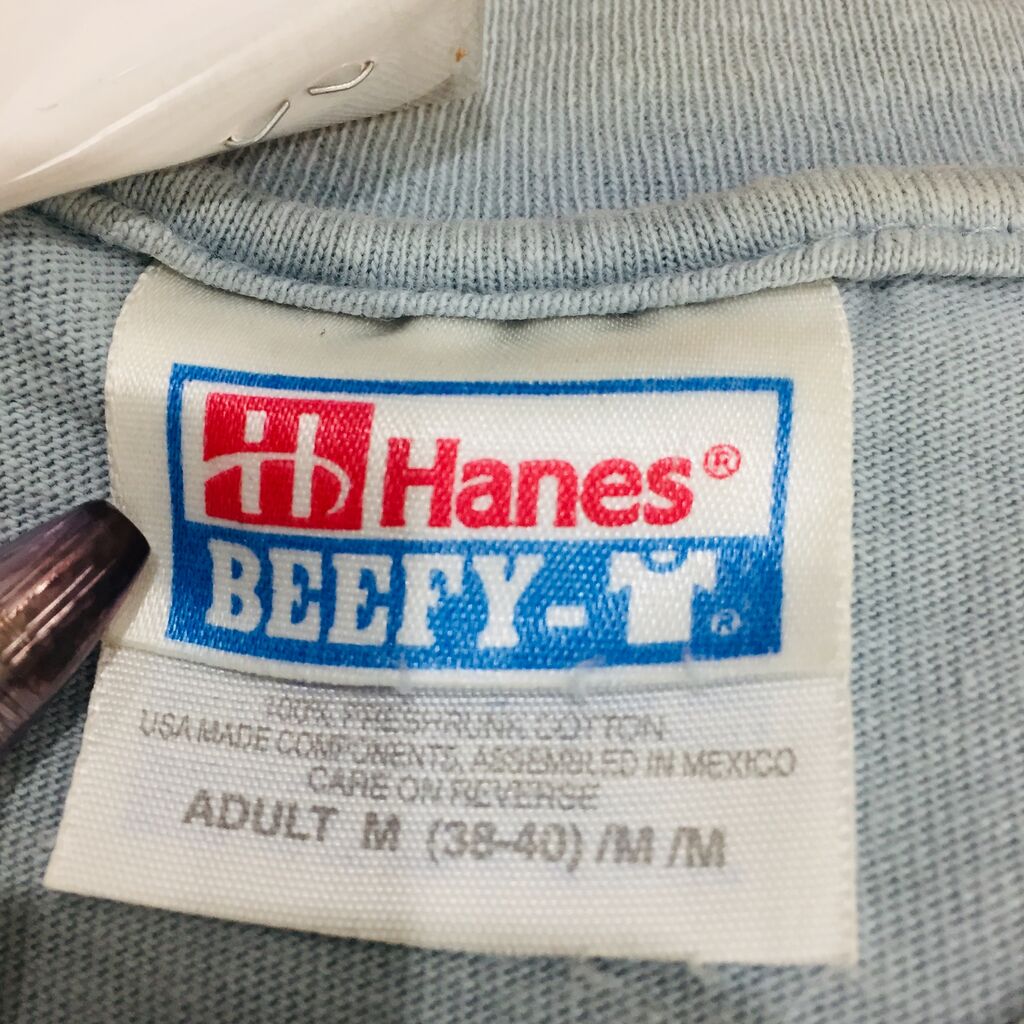 Hanes®
BEEFY-T®
100% PRESHRUNK COTTON
USA MADE COMPONENTS, ASSEMBLED IN MEXICO
CARE ON REVERSE
ADULT M (38-40) /M /M